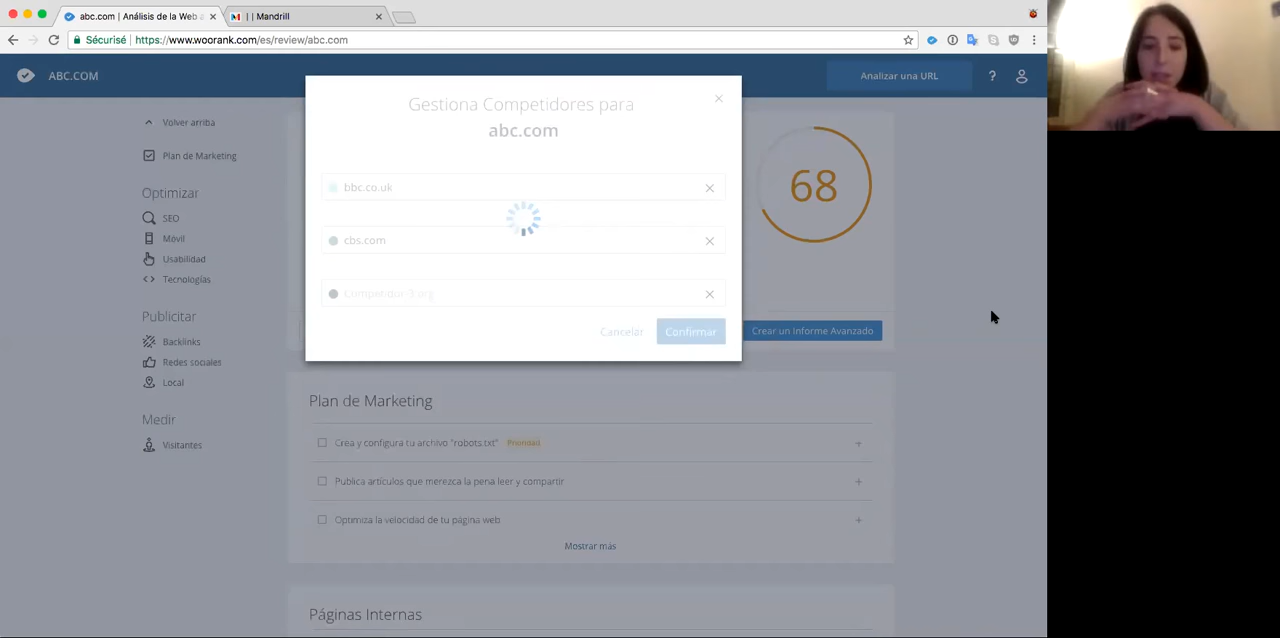 abc.com | Análisis de la Web a
| | Mandrill
Sécurisé | https://www.woorank.com/es/review/abc.com
ABC.COM
Analizar una URL
?
Gestiona Competidores para
abc.com
bbc.co.uk
cbs.com
Competidor-3.org
Cancelar
Confirmar
Volver arriba
Plan de Marketing
Optimizar
SEO
Móvil
Usabilidad
Tecnologías
Publicitar
Backlinks
Redes sociales
Local
Medir
Visitantes
68
Crear un Informe Avanzado
Plan de Marketing
Crea y configura tu archivo "robots.txt" Prioridad
Publica artículos que merezca la pena leer y compartir
Optimiza la velocidad de tu página web
Mostrar más
Páginas Internas